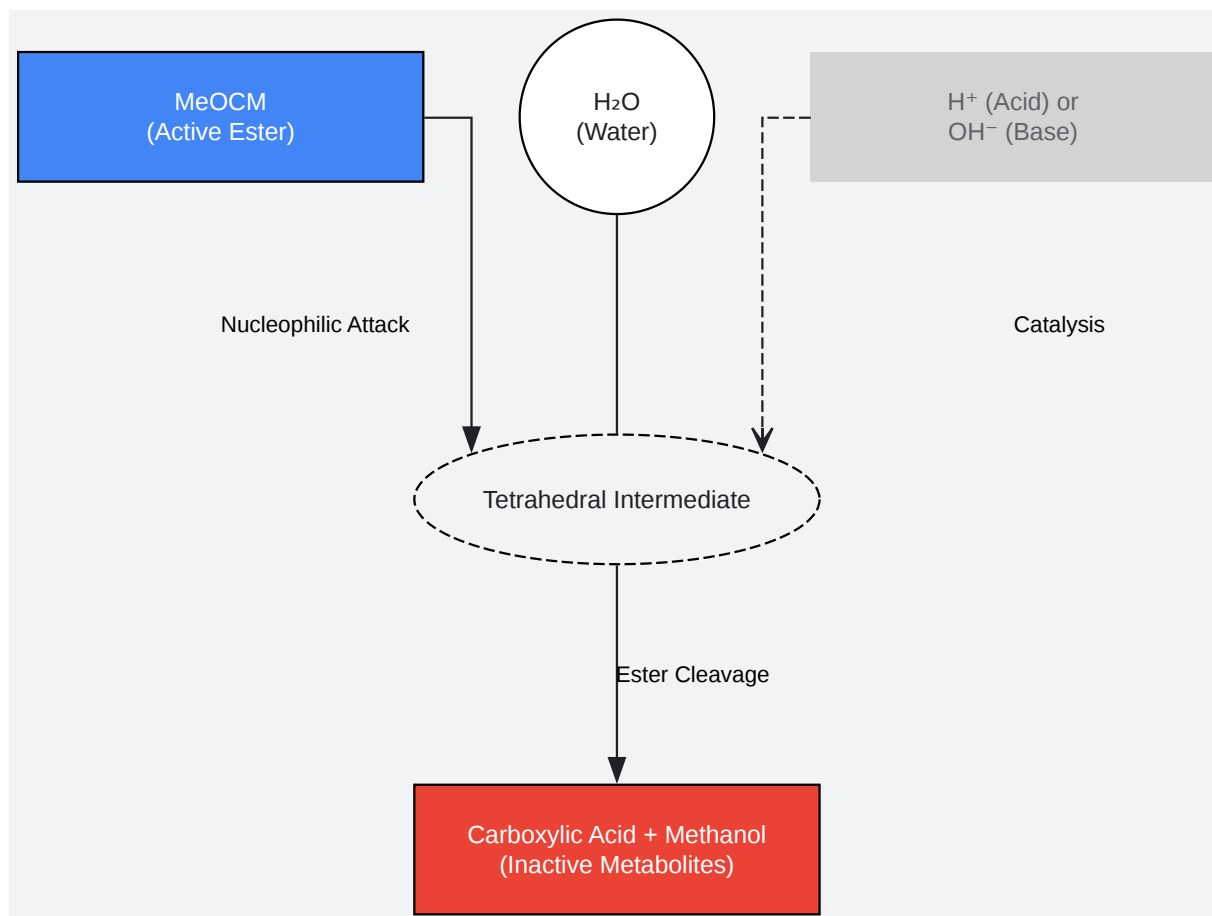 MeOCM
(Active Ester)
H₂O
(Water)
H⁺ (Acid) or
OH⁻ (Base)
Nucleophilic Attack
Catalysis
Tetrahedral Intermediate
Ester Cleavage
Carboxylic Acid + Methanol
(Inactive Metabolites)